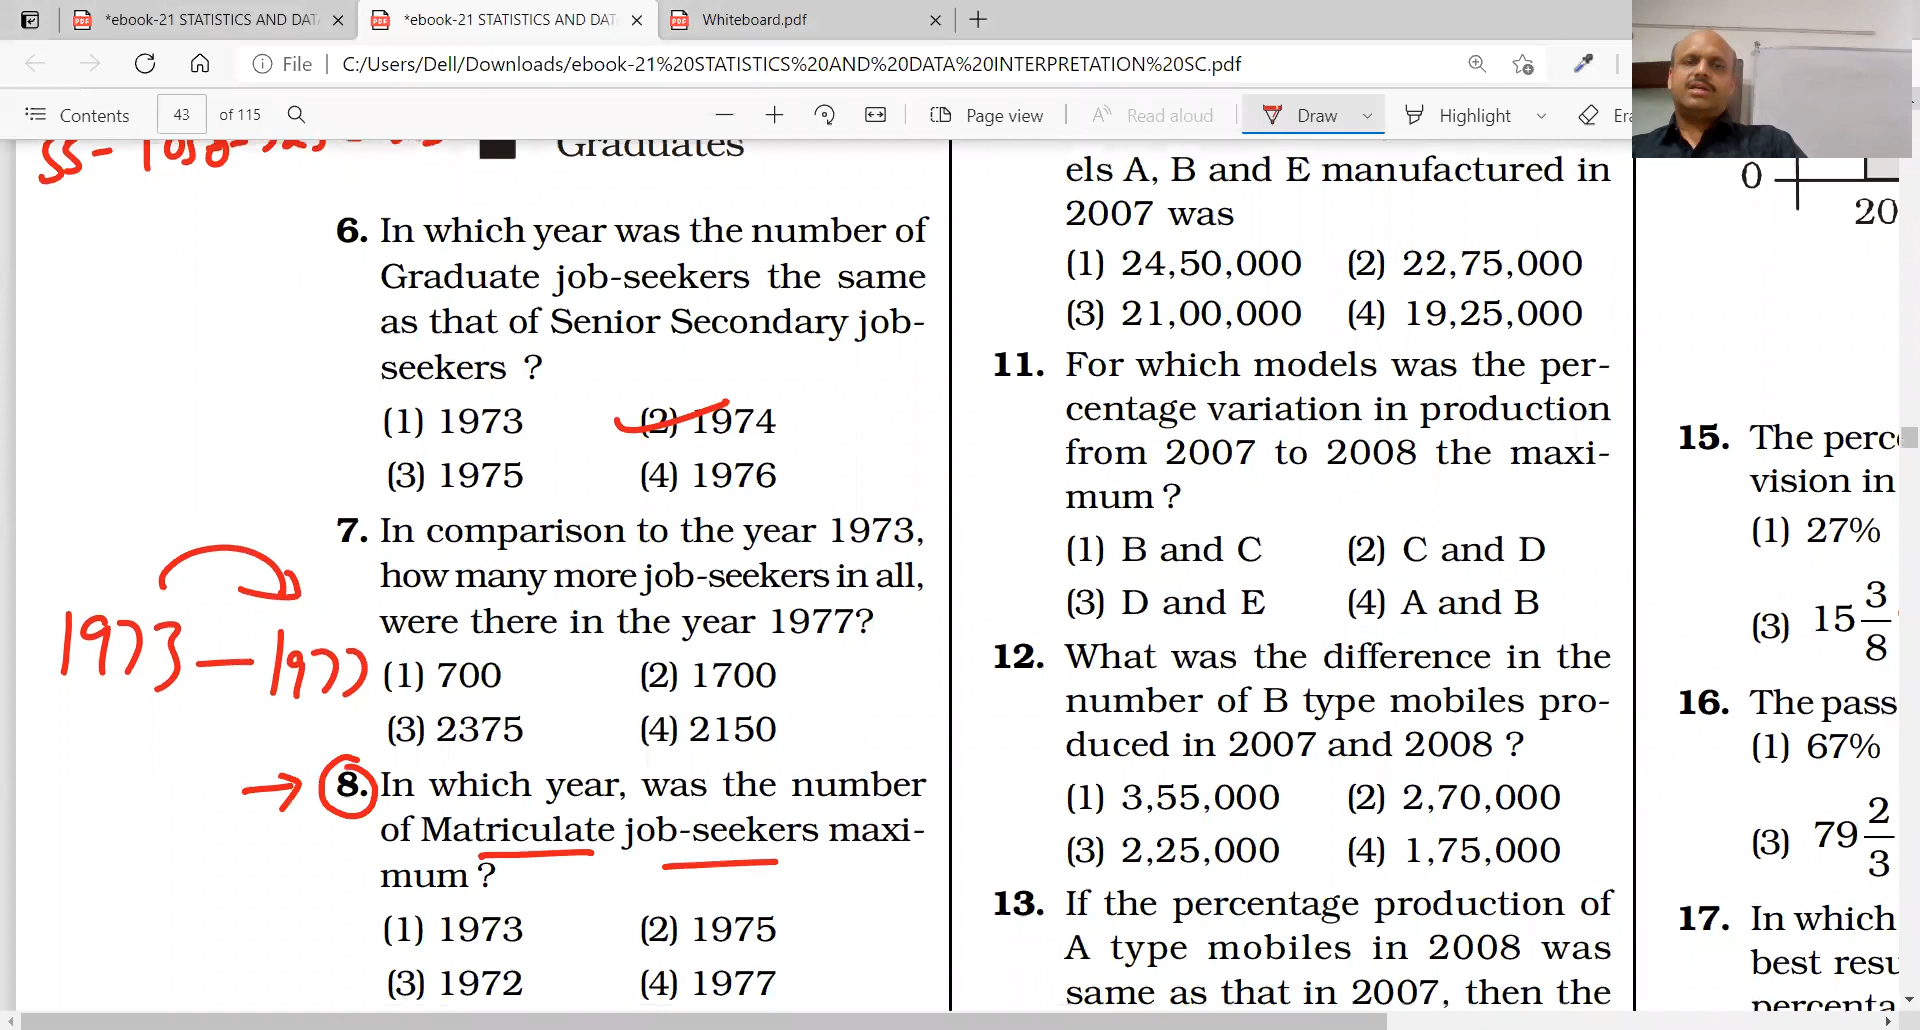 *ebook-21 STATISTICS AND DAT
*ebook-21 STATISTICS AND DAT
Whiteboard.pdf
File
C:/Users/Dell/Downloads/ebook-21%20STATISTICS%20AND%20DATA%20INTERPRETATION%20SC.pdf
Contents
43
of 115
Page view
Read aloud
Draw
Highlight
Era
Graduates
6. In which year was the number of
Graduate job-seekers the same
as that of Senior Secondary job-
seekers ?
(1) 1973 (2) 1974
(3) 1975 (4) 1976
7. In comparison to the year 1973,
how many more job-seekers in all,
were there in the year 1977?
1973 — 1977
(1) 700 (2) 1700
(3) 2375 (4) 2150
8. In which year, was the number
of Matriculate job-seekers maxi-
mum ?
(1) 1973 (2) 1975
(3) 1972 (4) 1977
els A, B and E manufactured in
2007 was
(1) 24,50,000 (2) 22,75,000
(3) 21,00,000 (4) 19,25,000
11. For which models was the per-
centage variation in production
from 2007 to 2008 the maxi-
mum ?
(1) B and C (2) C and D
(3) D and E (4) A and B
12. What was the difference in the
number of B type mobiles pro-
duced in 2007 and 2008 ?
(1) 3,55,000 (2) 2,70,000
(3) 2,25,000 (4) 1,75,000
13. If the percentage production of
A type mobiles in 2008 was
same as that in 2007, then the
0
20
15. The perc
vision in
(1) 27%
(3) 15 3/8
16. The pass
(1) 67%
(3) 79 2/3
17. In which
best resu
percenta